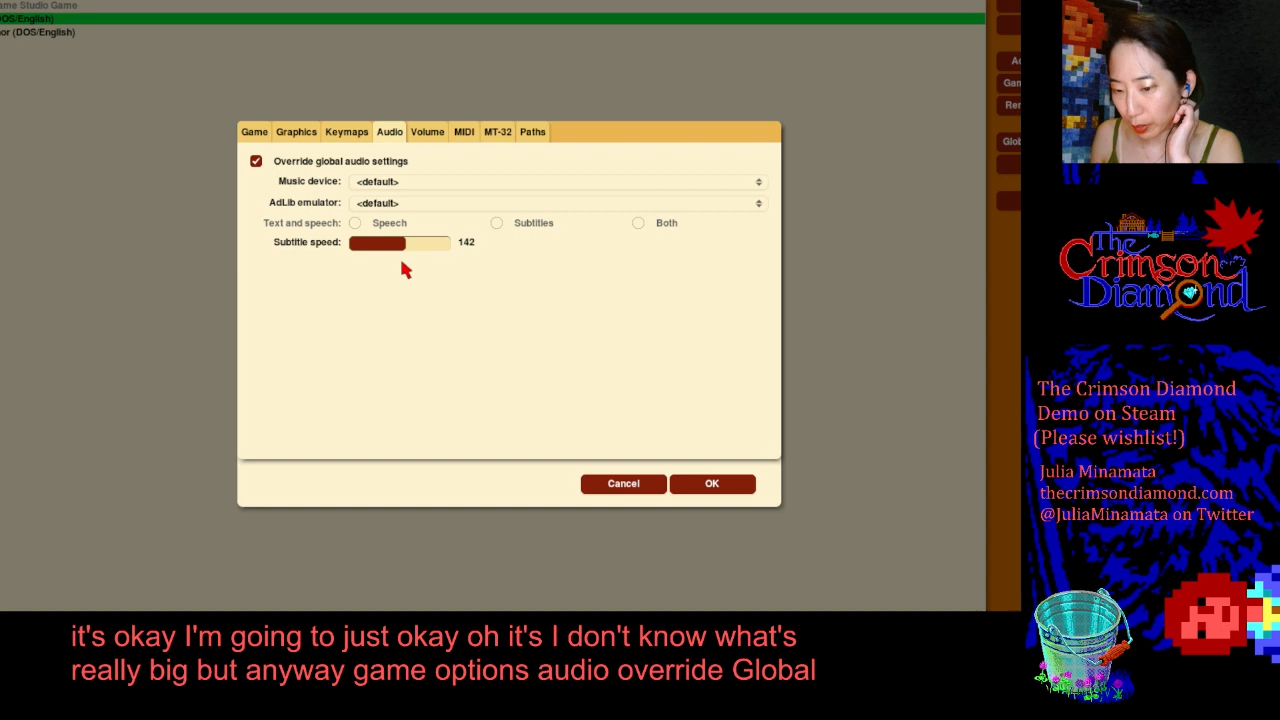 ame Studio Game
DOS/English)
or (DOS/English)
Ad
Gam
Rem
Glob
Game Graphics Keymaps Audio Volume MIDI MT-32 Paths
Override global audio settings
Music device: <default>
AdLib emulator: <default>
Text and speech: Speech Subtitles Both
Subtitle speed: 142
Cancel OK
The
Crimson
Diamond
The Crimson Diamond
Demo on Steam
(Please wishlist!)
Julia Minamata
thecrimsondiamond.com
@JuliaMinamata on Twitter
it's okay I'm going to just okay oh it's I don't know what's
really big but anyway game options audio override Global